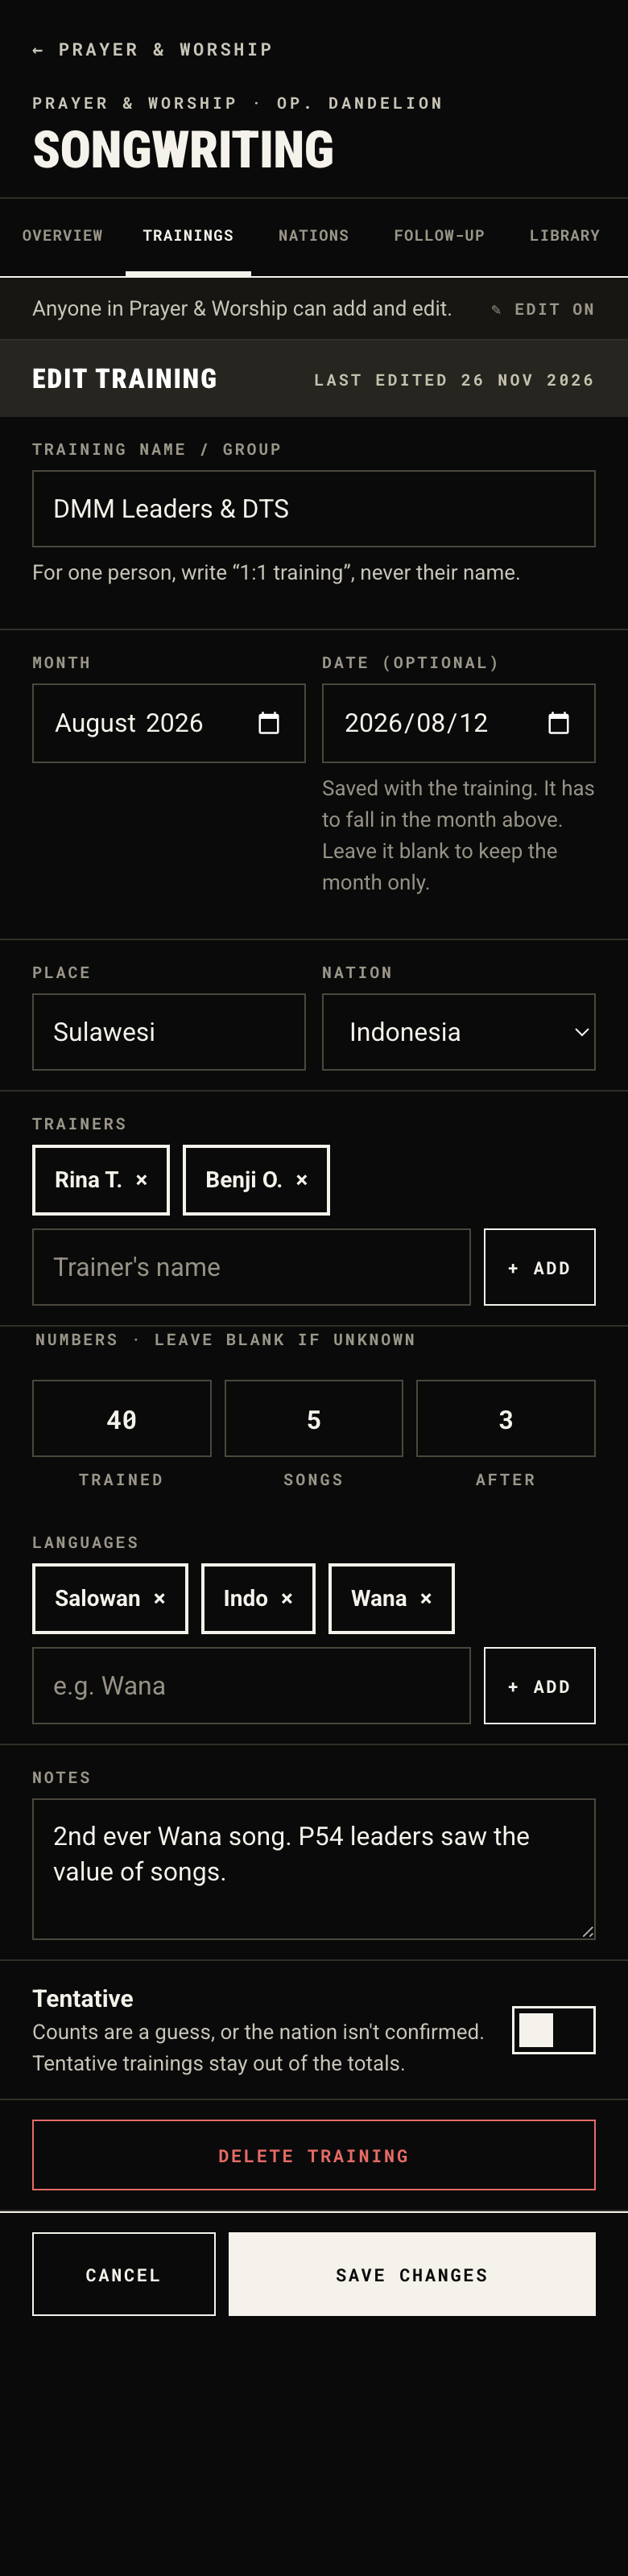 ← PRAYER & WORSHIP
PRAYER & WORSHIP · OP. DANDELION
SONGWRITING
OVERVIEW TRAININGS NATIONS FOLLOW-UP LIBRARY
Anyone in Prayer & Worship can add and edit. ✎ EDIT ON
EDIT TRAINING LAST EDITED 26 NOV 2026
TRAINING NAME / GROUP
DMM Leaders & DTS
For one person, write “1:1 training”, never their name.
MONTH DATE (OPTIONAL)
August 2026 2026/08/12
Saved with the training. It has
to fall in the month above.
Leave it blank to keep the
month only.
PLACE NATION
Sulawesi Indonesia
TRAINERS
Rina T. × Benji O. ×
Trainer's name + ADD
NUMBERS · LEAVE BLANK IF UNKNOWN
40 5 3
TRAINED SONGS AFTER
LANGUAGES
Salowan × Indo × Wana ×
e.g. Wana + ADD
NOTES
2nd ever Wana song. P54 leaders saw the
value of songs.
Tentative
Counts are a guess, or the nation isn't confirmed.
Tentative trainings stay out of the totals.
DELETE TRAINING
CANCEL SAVE CHANGES